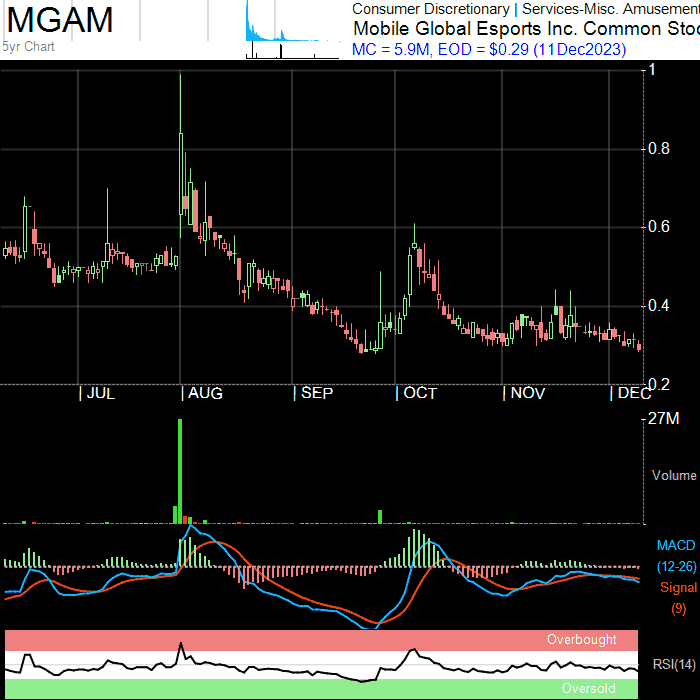 MGAM
5yr Chart
Consumer Discretionary | Services-Misc. Amusement
Mobile Global Esports Inc. Common Stoc
MC = 5.9M, EOD = $0.29 (11Dec2023)
1
0.8
0.6
0.4
0.2
| JUL | AUG | SEP | OCT | NOV | DEC
27M
Volume
MACD
(12-26)
Signal
(9)
Overbought
RSI(14)
Oversold